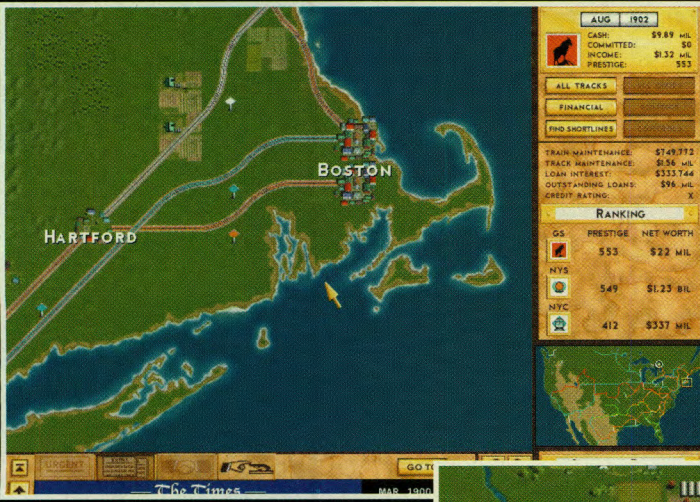 AUG 1902
CASH: $9.89 MIL
COMMITTED: $0
INCOME: $1.32 MIL
PRESTIGE: 553
ALL TRACKS
FINANCIAL
FIND SHORTLINES
TRAIN MAINTENANCE: $749,772
TRACK MAINTENANCE: $1.56 MIL
LOAN INTEREST: $333,744
OUTSTANDING LOANS: $96 MIL
CREDIT RATING: X
RANKING
GS PRESTIGE NET WORTH
553 $22 MIL
NYS
549 $1.23 BIL
NYC
412 $337 MIL
BOSTON
HARTFORD
URGENT
GO TO
The Times
MAR 1900